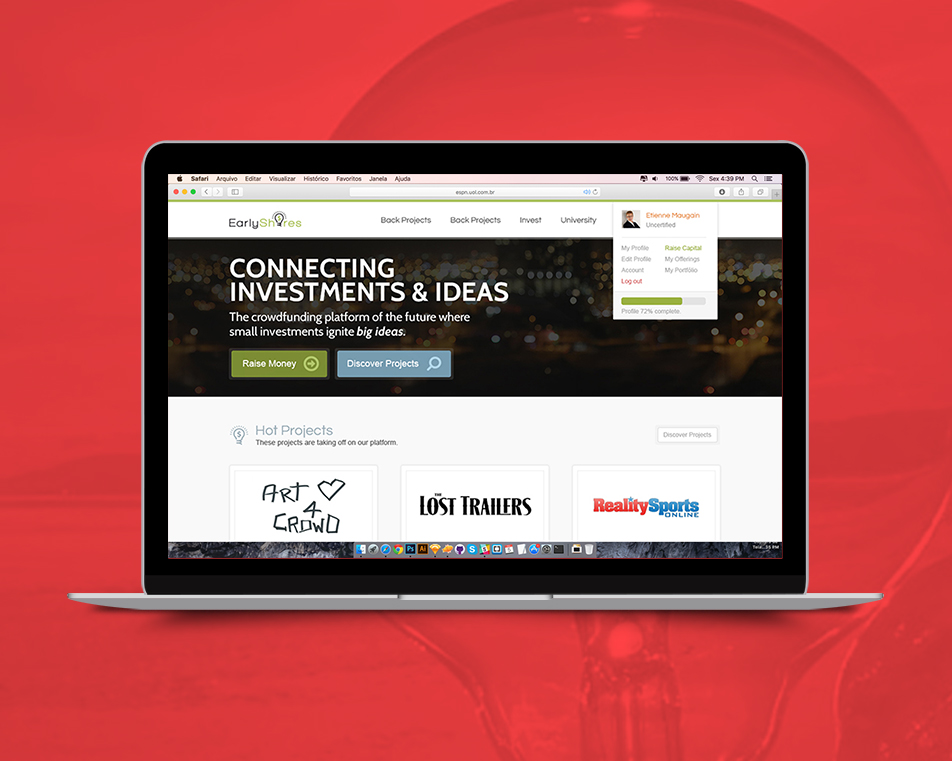 Safari Arquivo Editar Visualizar Histórico Favoritos Janela Ajuda 100% Sex 4:39 PM
espn.uol.com.br
EarlyShares Back Projects Back Projects Invest University
Etienne Maugain
Uncertified
My Profile Raise Capital
Edit Profile My Offerings
Account My Portfólio
Log out
Profile 72% complete.
CONNECTING
INVESTMENTS & IDEAS
The crowdfunding platform of the future where
small investments ignite big ideas.
Raise Money Discover Projects
Hot Projects
These projects are taking off on our platform.
Discover Projects
ART
4
CROWD
THE
LOST TRAILERS
RealitySports
ONLINE